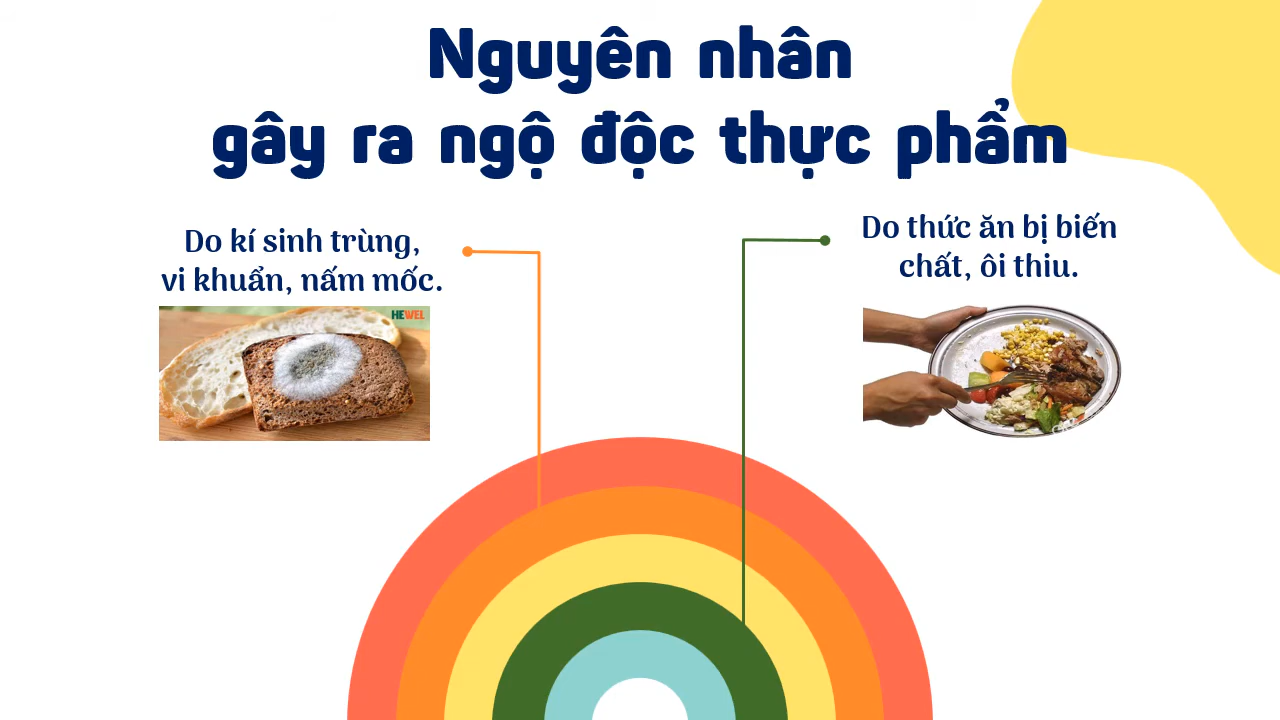 Nguyên nhân
gây ra ngộ độc thực phẩm
Do kí sinh trùng,
vi khuẩn, nấm mốc.
HEWEL
Do thức ăn bị biến
chất, ôi thiu.